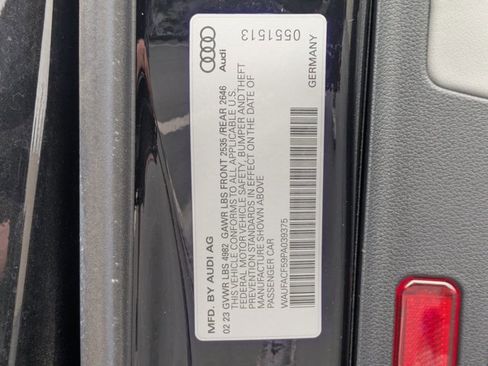 MFD. BY AUDI AG
02 23 GVWR LBS 4982 GAWR LBS FRONT 2535 /REAR 2646
THIS VEHICLE CONFORMS TO ALL APPLICABLE U.S.
FEDERAL MOTOR VEHICLE SAFETY, BUMPER AND THEFT
PREVENTION STANDARDS IN EFFECT ON THE DATE OF
MANUFACTURE SHOWN ABOVE
PASSENGER CAR
WAUFACF59PA039375
Audi
0551513
GERMANY